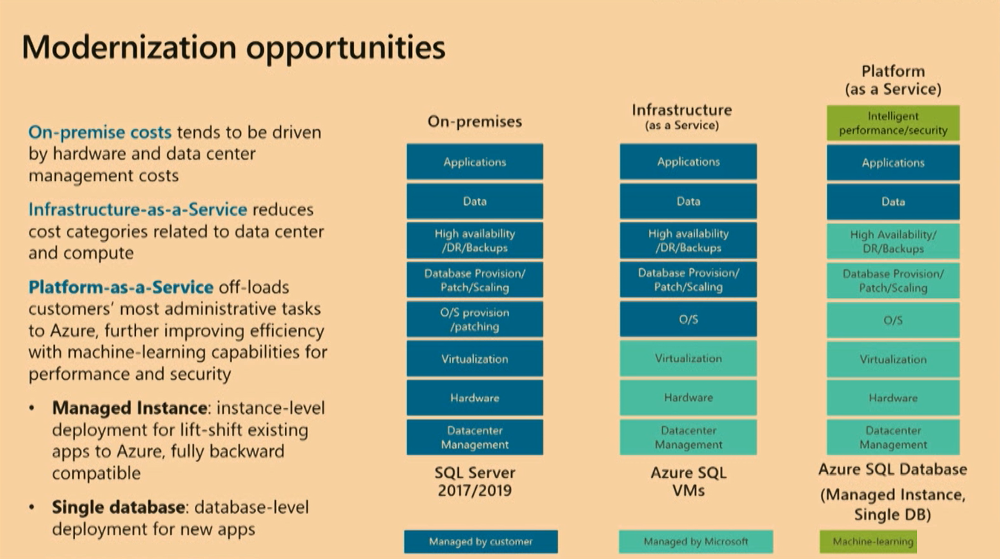 Modernization opportunities
On-premise costs tends to be driven
by hardware and data center
management costs
Infrastructure-as-a-Service reduces
cost categories related to data center
and compute
Platform-as-a-Service off-loads
customers' most administrative tasks
to Azure, further improving efficiency
with machine-learning capabilities for
performance and security
• Managed Instance: instance-level
deployment for lift-shift existing
apps to Azure, fully backward
compatible
• Single database: database-level
deployment for new apps
On-premises
Applications
Data
High availability
/DR/Backups
Database Provision/
Patch/Scaling
O/S provision
/patching
Virtualization
Hardware
Datacenter
Management
SQL Server
2017/2019
Managed by customer
Infrastructure
(as a Service)
Applications
Data
High availability
/DR/Backups
Database Provision/
Patch/Scaling
O/S
Virtualization
Hardware
Datacenter
Management
Azure SQL
VMs
Managed by Microsoft
Platform
(as a Service)
Intelligent
performance/security
Applications
Data
High Availability/
DR/Backups
Database Provision/
Patch/Scaling
O/S
Virtualization
Hardware
Datacenter
Management
Azure SQL Database
(Managed Instance,
Single DB)
Machine-learning